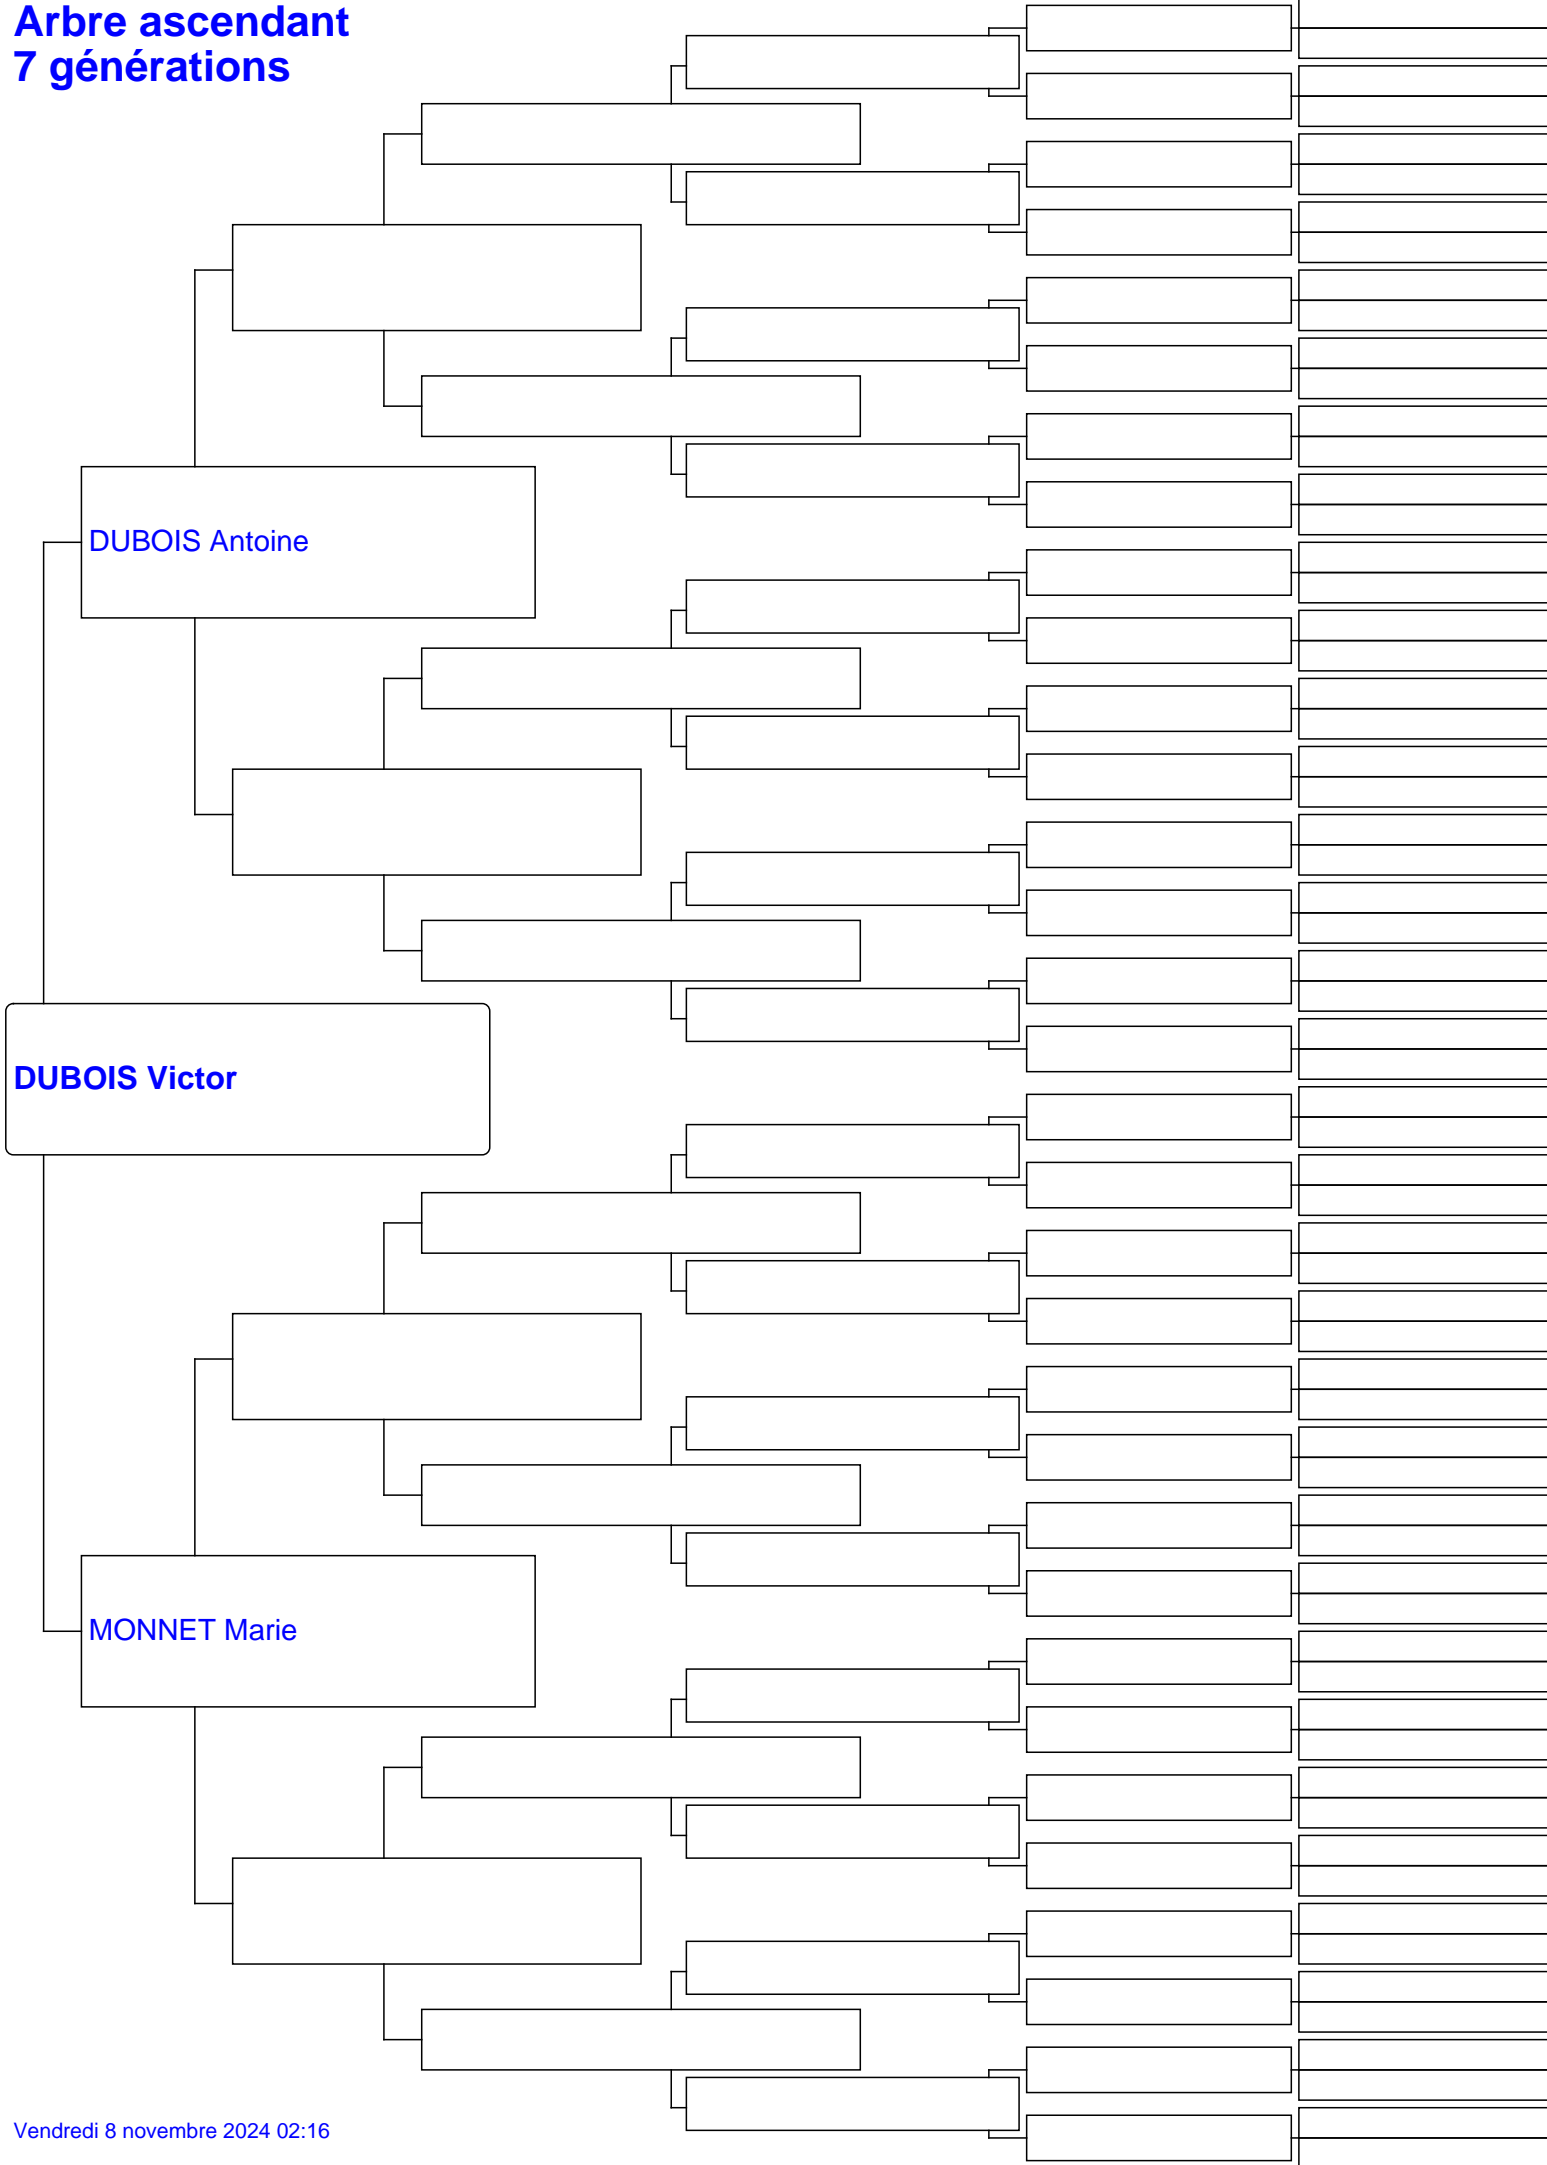 Arbre ascendant
7 générations
DUBOIS Antoine
DUBOIS Victor
MONNET Marie
Vendredi 8 novembre 2024 02:16